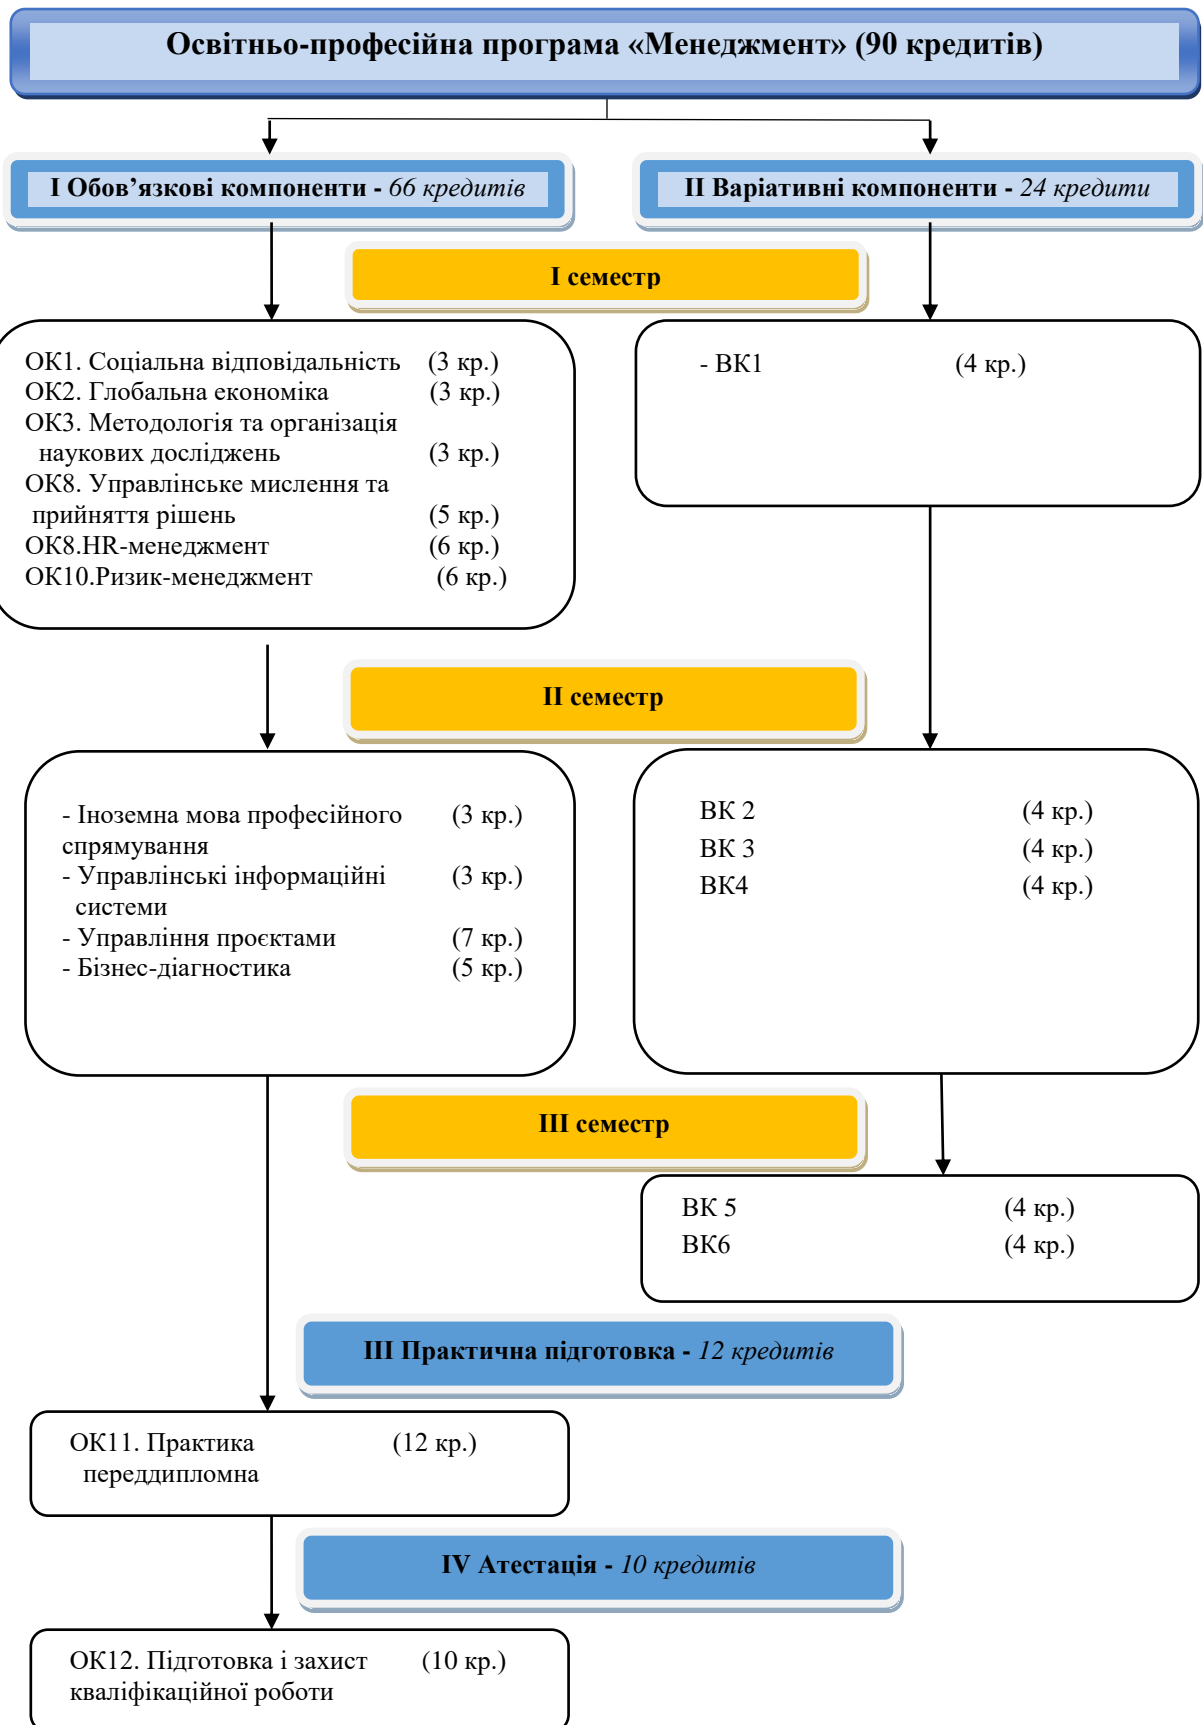 Освітньо-професійна програма «Менеджмент» (90 кредитів)
І Обов’язкові компоненти - 66 кредитів
ІІ Варіативні компоненти - 24 кредити
І семестр
ОК1. Соціальна відповідальність (3 кр.)
ОК2. Глобальна економіка (3 кр.)
ОК3. Методологія та організація
наукових досліджень (3 кр.)
ОК8. Управлінське мислення та
прийняття рішень (5 кр.)
ОК8.HR-менеджмент (6 кр.)
ОК10.Ризик-менеджмент (6 кр.)
- ВК1 (4 кр.)
ІІ семестр
- Іноземна мова професійного (3 кр.)
спрямування
- Управлінські інформаційні (3 кр.)
системи
- Управління проєктами (7 кр.)
- Бізнес-діагностика (5 кр.)
ВК 2 (4 кр.)
ВК 3 (4 кр.)
ВК4 (4 кр.)
ІІІ семестр
ВК 5 (4 кр.)
ВК6 (4 кр.)
ІІІ Практична підготовка - 12 кредитів
ОК11. Практика (12 кр.)
переддипломна
IV Атестація - 10 кредитів
ОК12. Підготовка і захист (10 кр.)
кваліфікаційної роботи